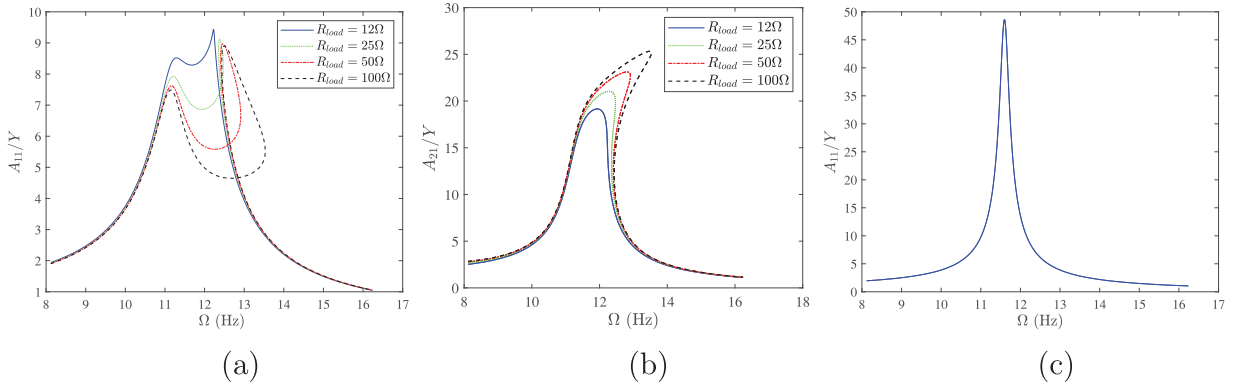 10
9
8
7
6
5
4
3
2
1
A₁₁/Y
8 9 10 11 12 13 14 15 16 17
Ω (Hz)
R_load = 12Ω
R_load = 25Ω
R_load = 50Ω
R_load = 100Ω
(a)
30
25
20
15
10
5
0
A₂₁/Y
8 10 12 14 16 18
Ω (Hz)
R_load = 12Ω
R_load = 25Ω
R_load = 50Ω
R_load = 100Ω
(b)
50
45
40
35
30
25
20
15
10
5
0
A₁₁/Y
8 9 10 11 12 13 14 15 16 17
Ω (Hz)
(c)